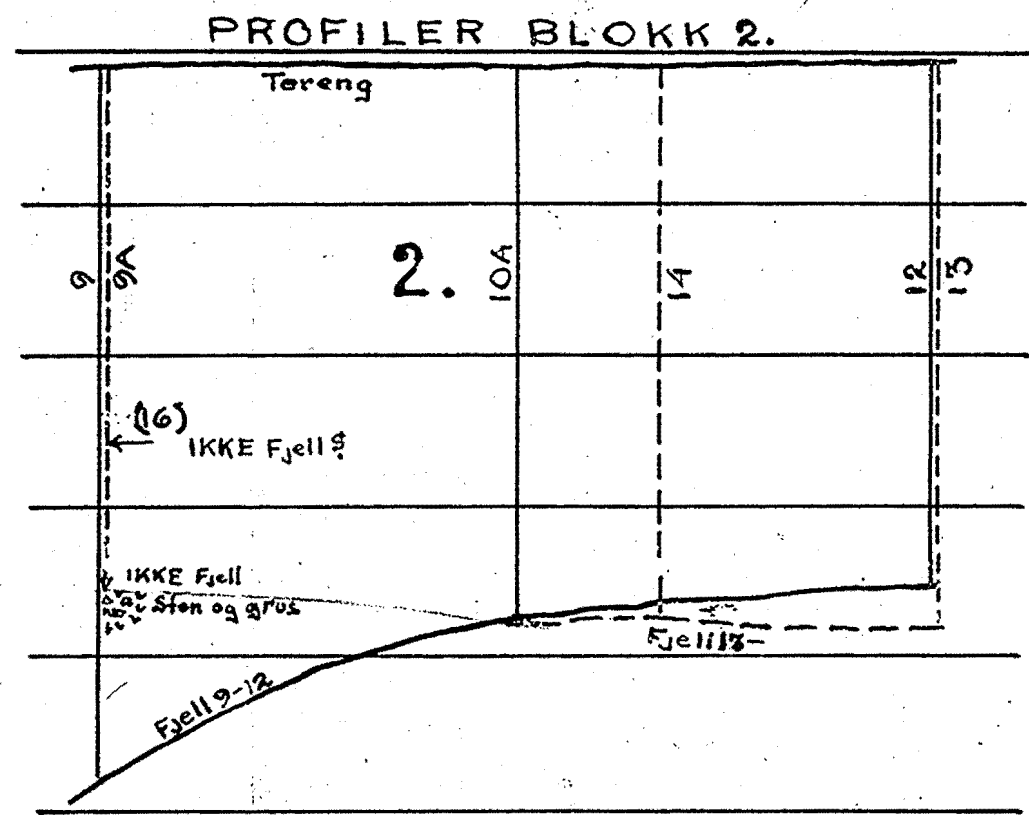 PROFILER BLOKK 2.
Tereng
9
9A
2.
10A
14
12
13
(16)
IKKE Fjell
IKKE Fjell
Sten og grus
Fjell 13-
Fjell 9-12